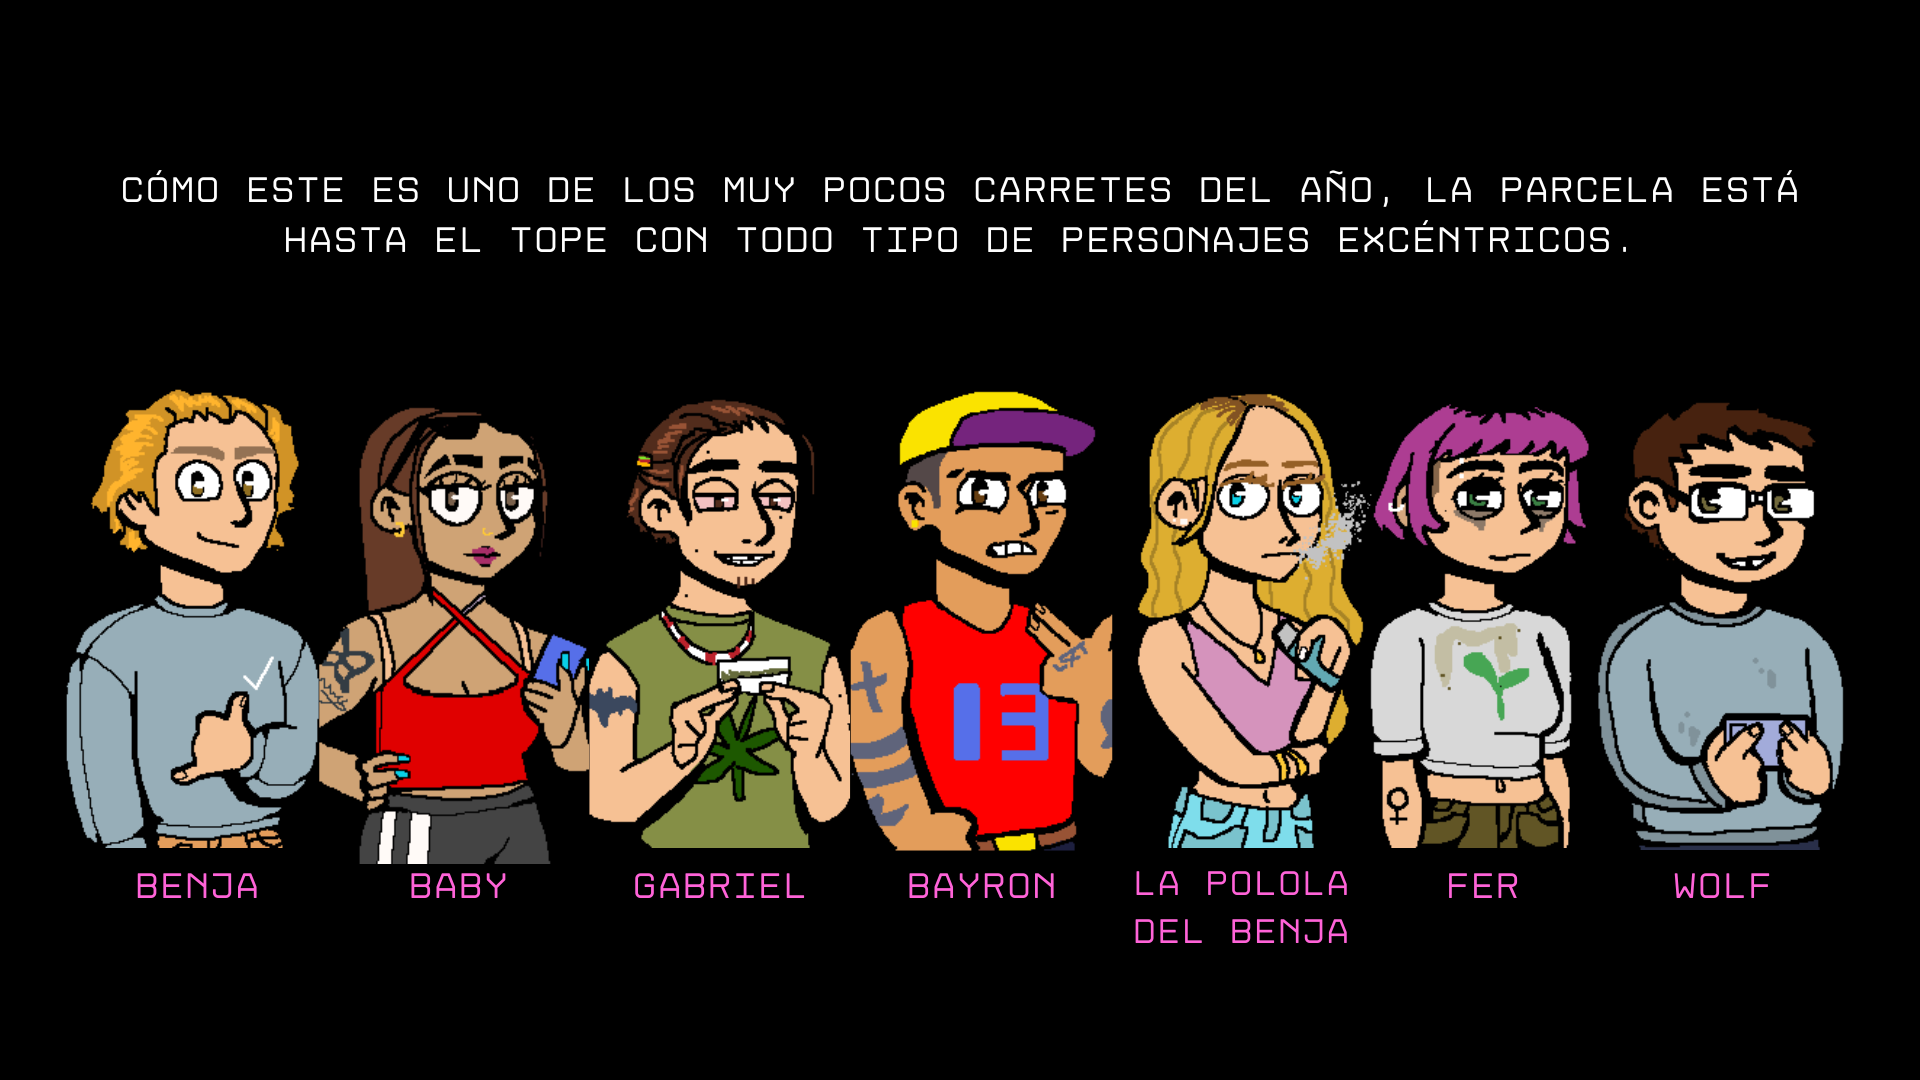 CÓMO ESTE ES UNO DE LOS MUY POCOS CARRETES DEL AÑO, LA PARCELA ESTÁ
HASTA EL TOPE CON TODO TIPO DE PERSONAJES EXCÉNTRICOS.
13
BENJA
BABY
GABRIEL
BAYRON
LA POLOLA
DEL BENJA
FER
WOLF